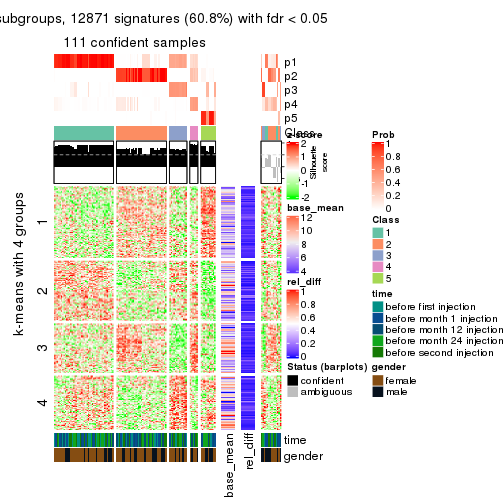 subgroups, 12871 signatures (60.8%) with fdr < 0.05
111 confident samples
p1
p2
p3
p4
p5
Class
z-score
2
1
0
-1
-2
Silhouette
score
base_mean
12
10
8
6
4
rel_diff
1
0.8
0.6
0.4
0.2
0
Status (barplots)
confident
ambiguous
Prob
1
0.8
0.6
0.4
0.2
0
Class
1
2
3
4
5
time
before first injection
before month 1 injection
before month 12 injection
before month 24 injection
before second injection
gender
female
male
k-means with 4 groups
1
2
3
4
time
gender
base_mean
rel_diff